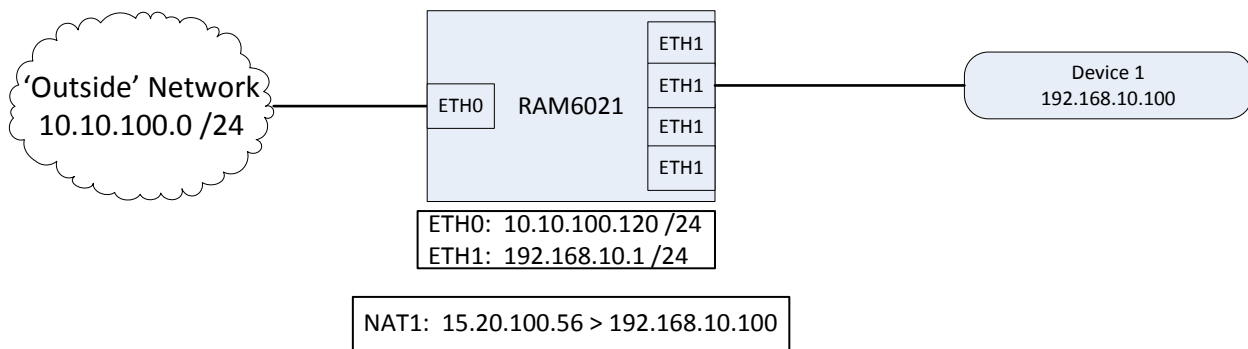 ‘Outside’ Network
10.10.100.0 /24
ETH0
RAM6021
ETH1
ETH1
ETH1
ETH1
Device 1
192.168.10.100
ETH0: 10.10.100.120 /24
ETH1: 192.168.10.1 /24
NAT1: 15.20.100.56 > 192.168.10.100